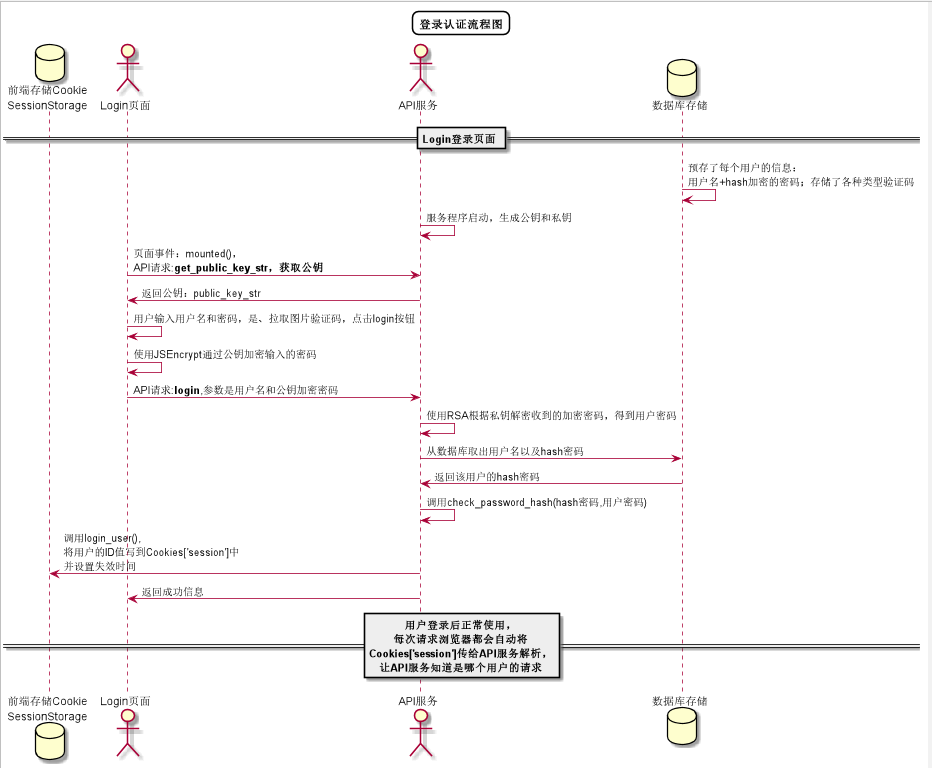 登录认证流程图
前端存储Cookie
SessionStorage
Login页面
API服务
数据库存储
Login登录页面
预存了每个用户的信息：
用户名+hash加密的密码；存储了各种类型验证码
服务程序启动，生成公钥和私钥
页面事件：mounted()，
API请求:get_public_key_str，获取公钥
返回公钥：public_key_str
用户输入用户名和密码，是、拉取图片验证码，点击login按钮
使用JSEncrypt通过公钥加密输入的密码
API请求:login,参数是用户名和公钥加密密码
使用RSA根据私钥解密收到的加密密码，得到用户密码
从数据库取出用户名以及hash密码
返回该用户的hash密码
调用check_password_hash(hash密码,用户密码)
调用login_user(),
将用户的ID值写到Cookies['session']中
并设置失效时间
返回成功信息
用户登录后正常使用，
每次请求浏览器都会自动将
Cookies['session']传给API服务解析，
让API服务知道是哪个用户的请求
前端存储Cookie
SessionStorage
Login页面
API服务
数据库存储